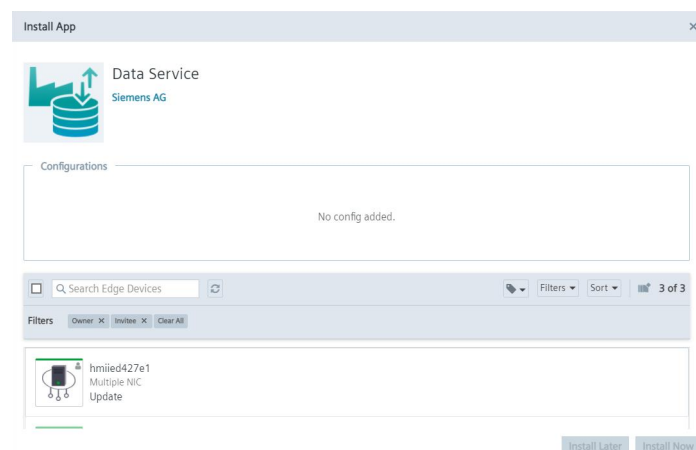 Install App
Data Service
Siemens AG
Configurations
No config added.
Search Edge Devices Filters Sort 3 of 3
Filters Owner Invitee Clear All
hmiied427e1
Multiple NIC
Update
Install Later Install Now